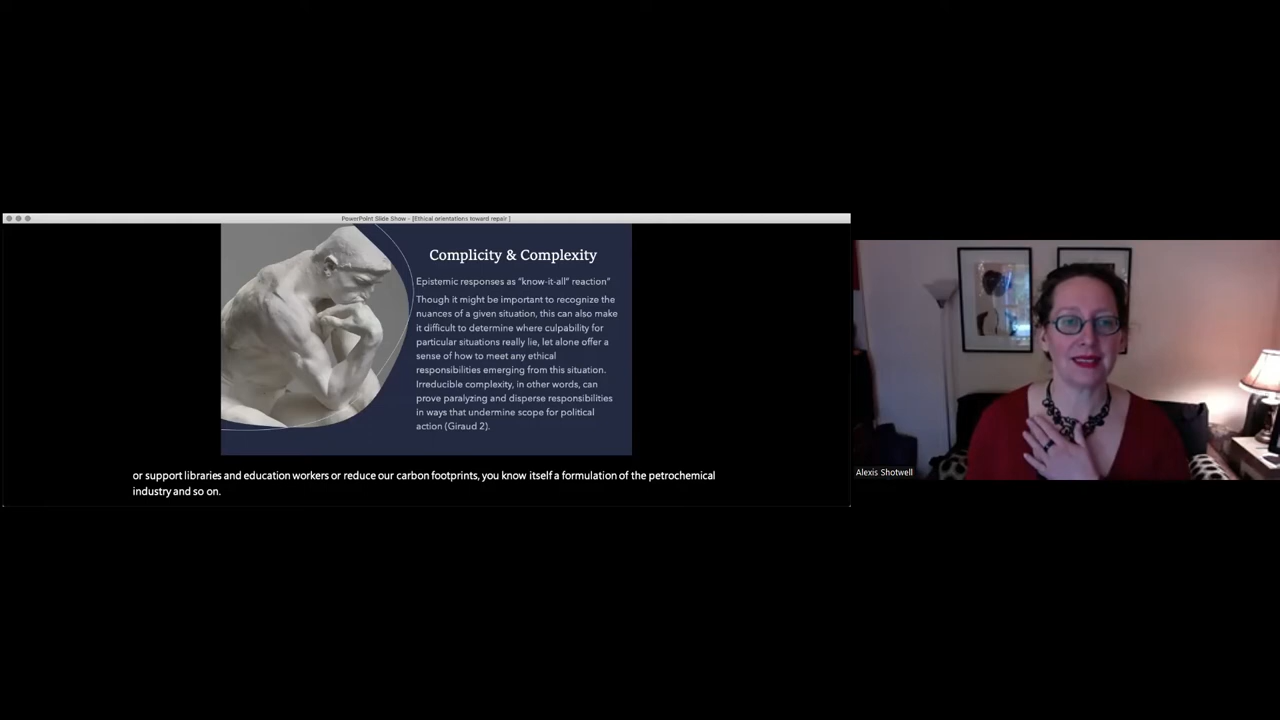 PowerPoint Slide Show - [Ethical orientations toward repair ]
Complicity & Complexity
Epistemic responses as “know-it-all” reaction”
Though it might be important to recognize the
nuances of a given situation, this can also make
it difficult to determine where culpability for
particular situations really lie, let alone offer a
sense of how to meet any ethical
responsibilities emerging from this situation.
Irreducible complexity, in other words, can
prove paralyzing and disperse responsibilities
in ways that undermine scope for political
action (Giraud 2).
or support libraries and education workers or reduce our carbon footprints, you know itself a formulation of the petrochemical
industry and so on.
Alexis Shotwell